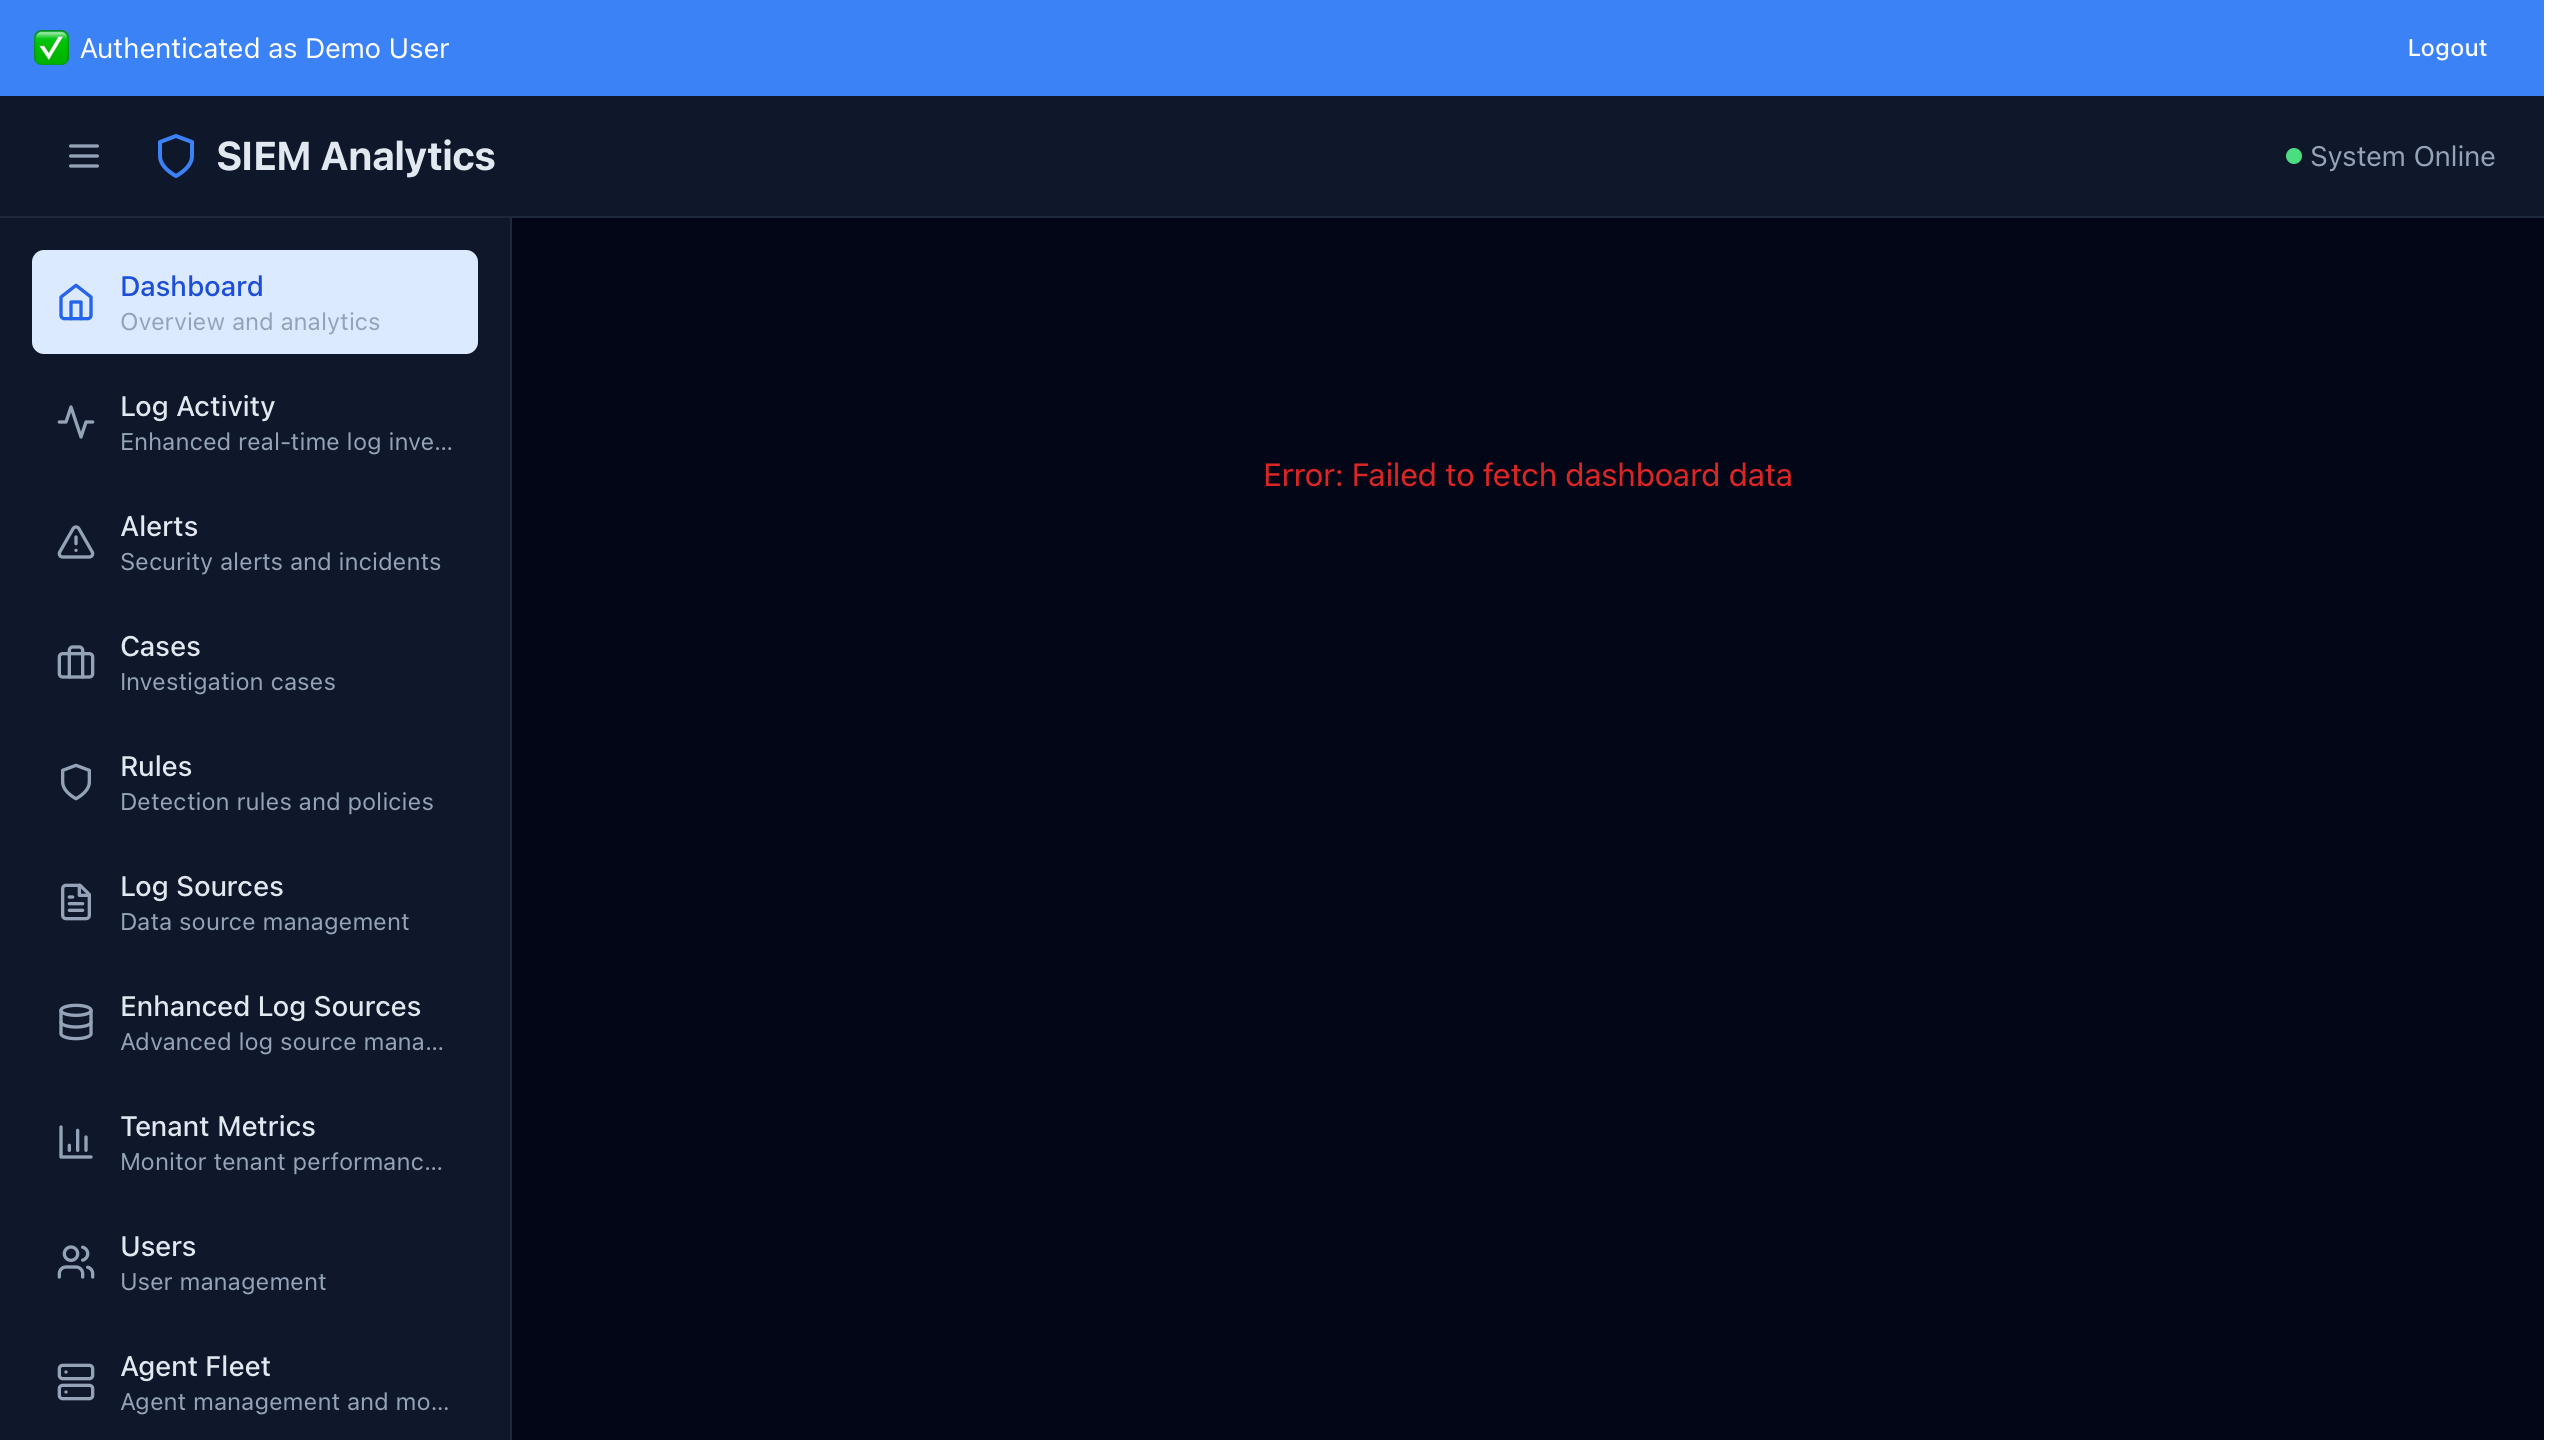 ✅ Authenticated as Demo User
Logout
SIEM Analytics
System Online
Dashboard
Overview and analytics
Log Activity
Enhanced real-time log inve...
Alerts
Security alerts and incidents
Cases
Investigation cases
Rules
Detection rules and policies
Log Sources
Data source management
Enhanced Log Sources
Advanced log source mana...
Tenant Metrics
Monitor tenant performanc...
Users
User management
Agent Fleet
Agent management and mo...
Error: Failed to fetch dashboard data